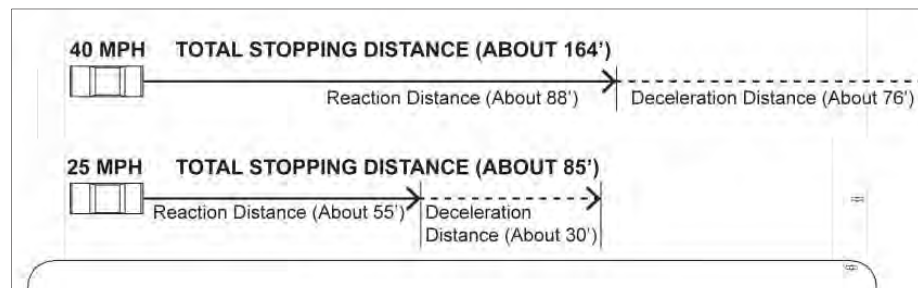 40 MPH TOTAL STOPPING DISTANCE (ABOUT 164')
Reaction Distance (About 88') Deceleration Distance (About 76')
25 MPH TOTAL STOPPING DISTANCE (ABOUT 85')
Reaction Distance (About 55') Deceleration
Distance (About 30')